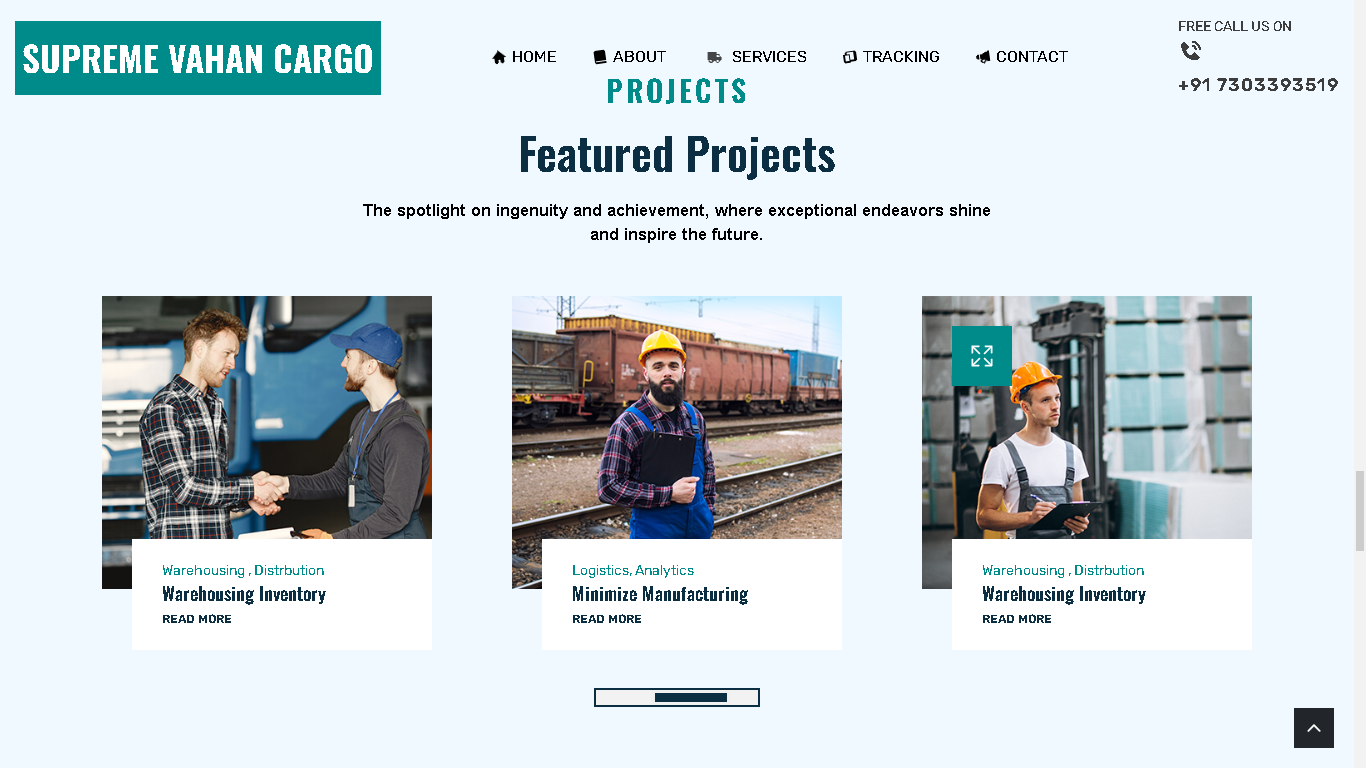 SUPREME VAHAN CARGO
HOME
ABOUT
SERVICES
TRACKING
CONTACT
FREE CALL US ON
+91 7303393519
PROJECTS
Featured Projects
The spotlight on ingenuity and achievement, where exceptional endeavors shine
and inspire the future.
Warehousing , Distrbution
Warehousing Inventory
READ MORE
Logistics, Analytics
Minimize Manufacturing
READ MORE
Warehousing , Distrbution
Warehousing Inventory
READ MORE